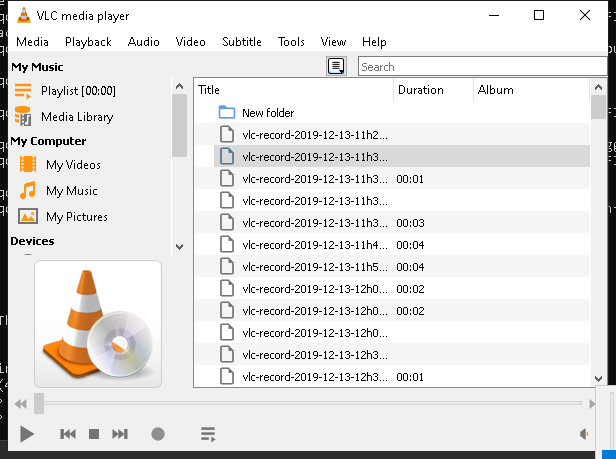 VLC media player
Media Playback Audio Video Subtitle Tools View Help
My Music
Playlist [00:00]
Media Library
My Computer
My Videos
My Music
My Pictures
Devices
Search
Title Duration Album
New folder
vlc-record-2019-12-13-11h2...
vlc-record-2019-12-13-11h3...
vlc-record-2019-12-13-11h3... 00:01
vlc-record-2019-12-13-11h3...
vlc-record-2019-12-13-11h3... 00:03
vlc-record-2019-12-13-11h4... 00:04
vlc-record-2019-12-13-11h5... 00:04
vlc-record-2019-12-13-12h0... 00:02
vlc-record-2019-12-13-12h0... 00:02
vlc-record-2019-12-13-12h0...
vlc-record-2019-12-13-12h3...
vlc-record-2019-12-13-12h3... 00:01